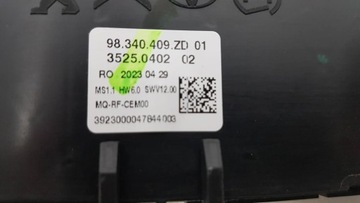 98.340.409.ZD 01
3525.0402 02
RO 2023 04 29
MS1.1 HW6.0 SWV12.00
MQ-RF-CEM00
3923000047844003